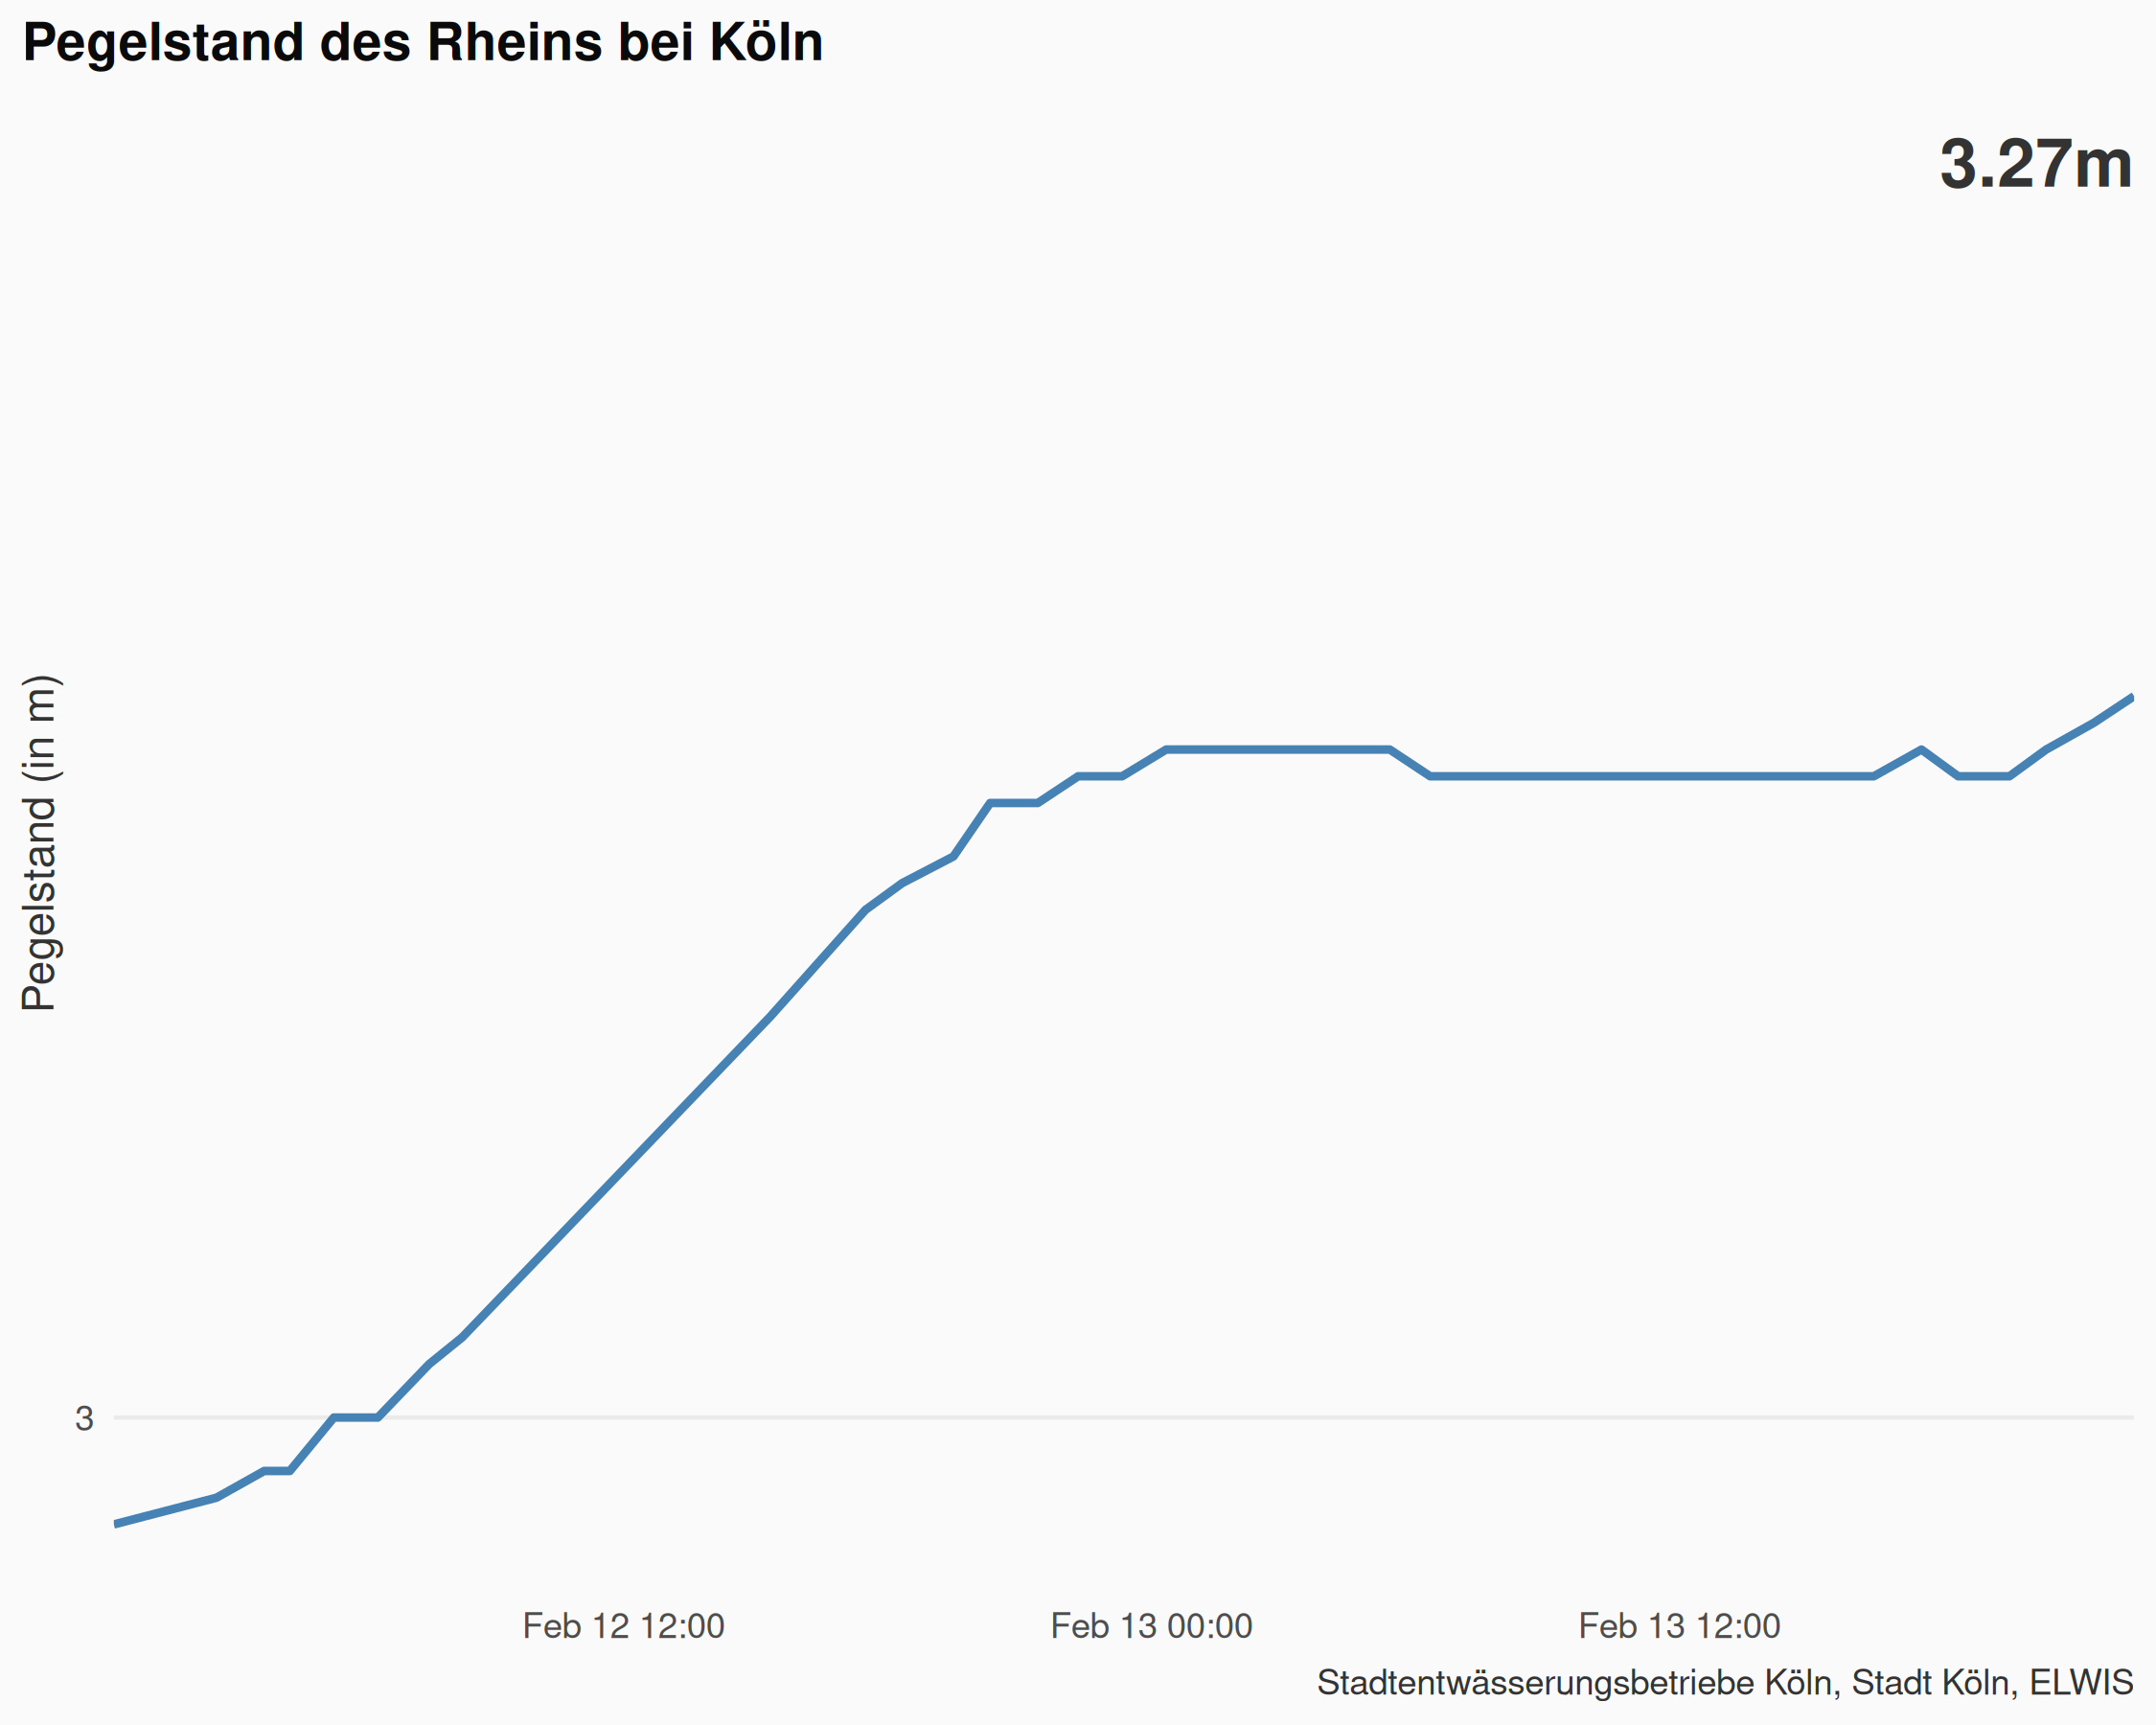 Pegelstand des Rheins bei Köln
3.27m
Pegelstand (in m)
3
Feb 12 12:00
Feb 13 00:00
Feb 13 12:00
Stadtentwässerungsbetriebe Köln, Stadt Köln, ELWIS